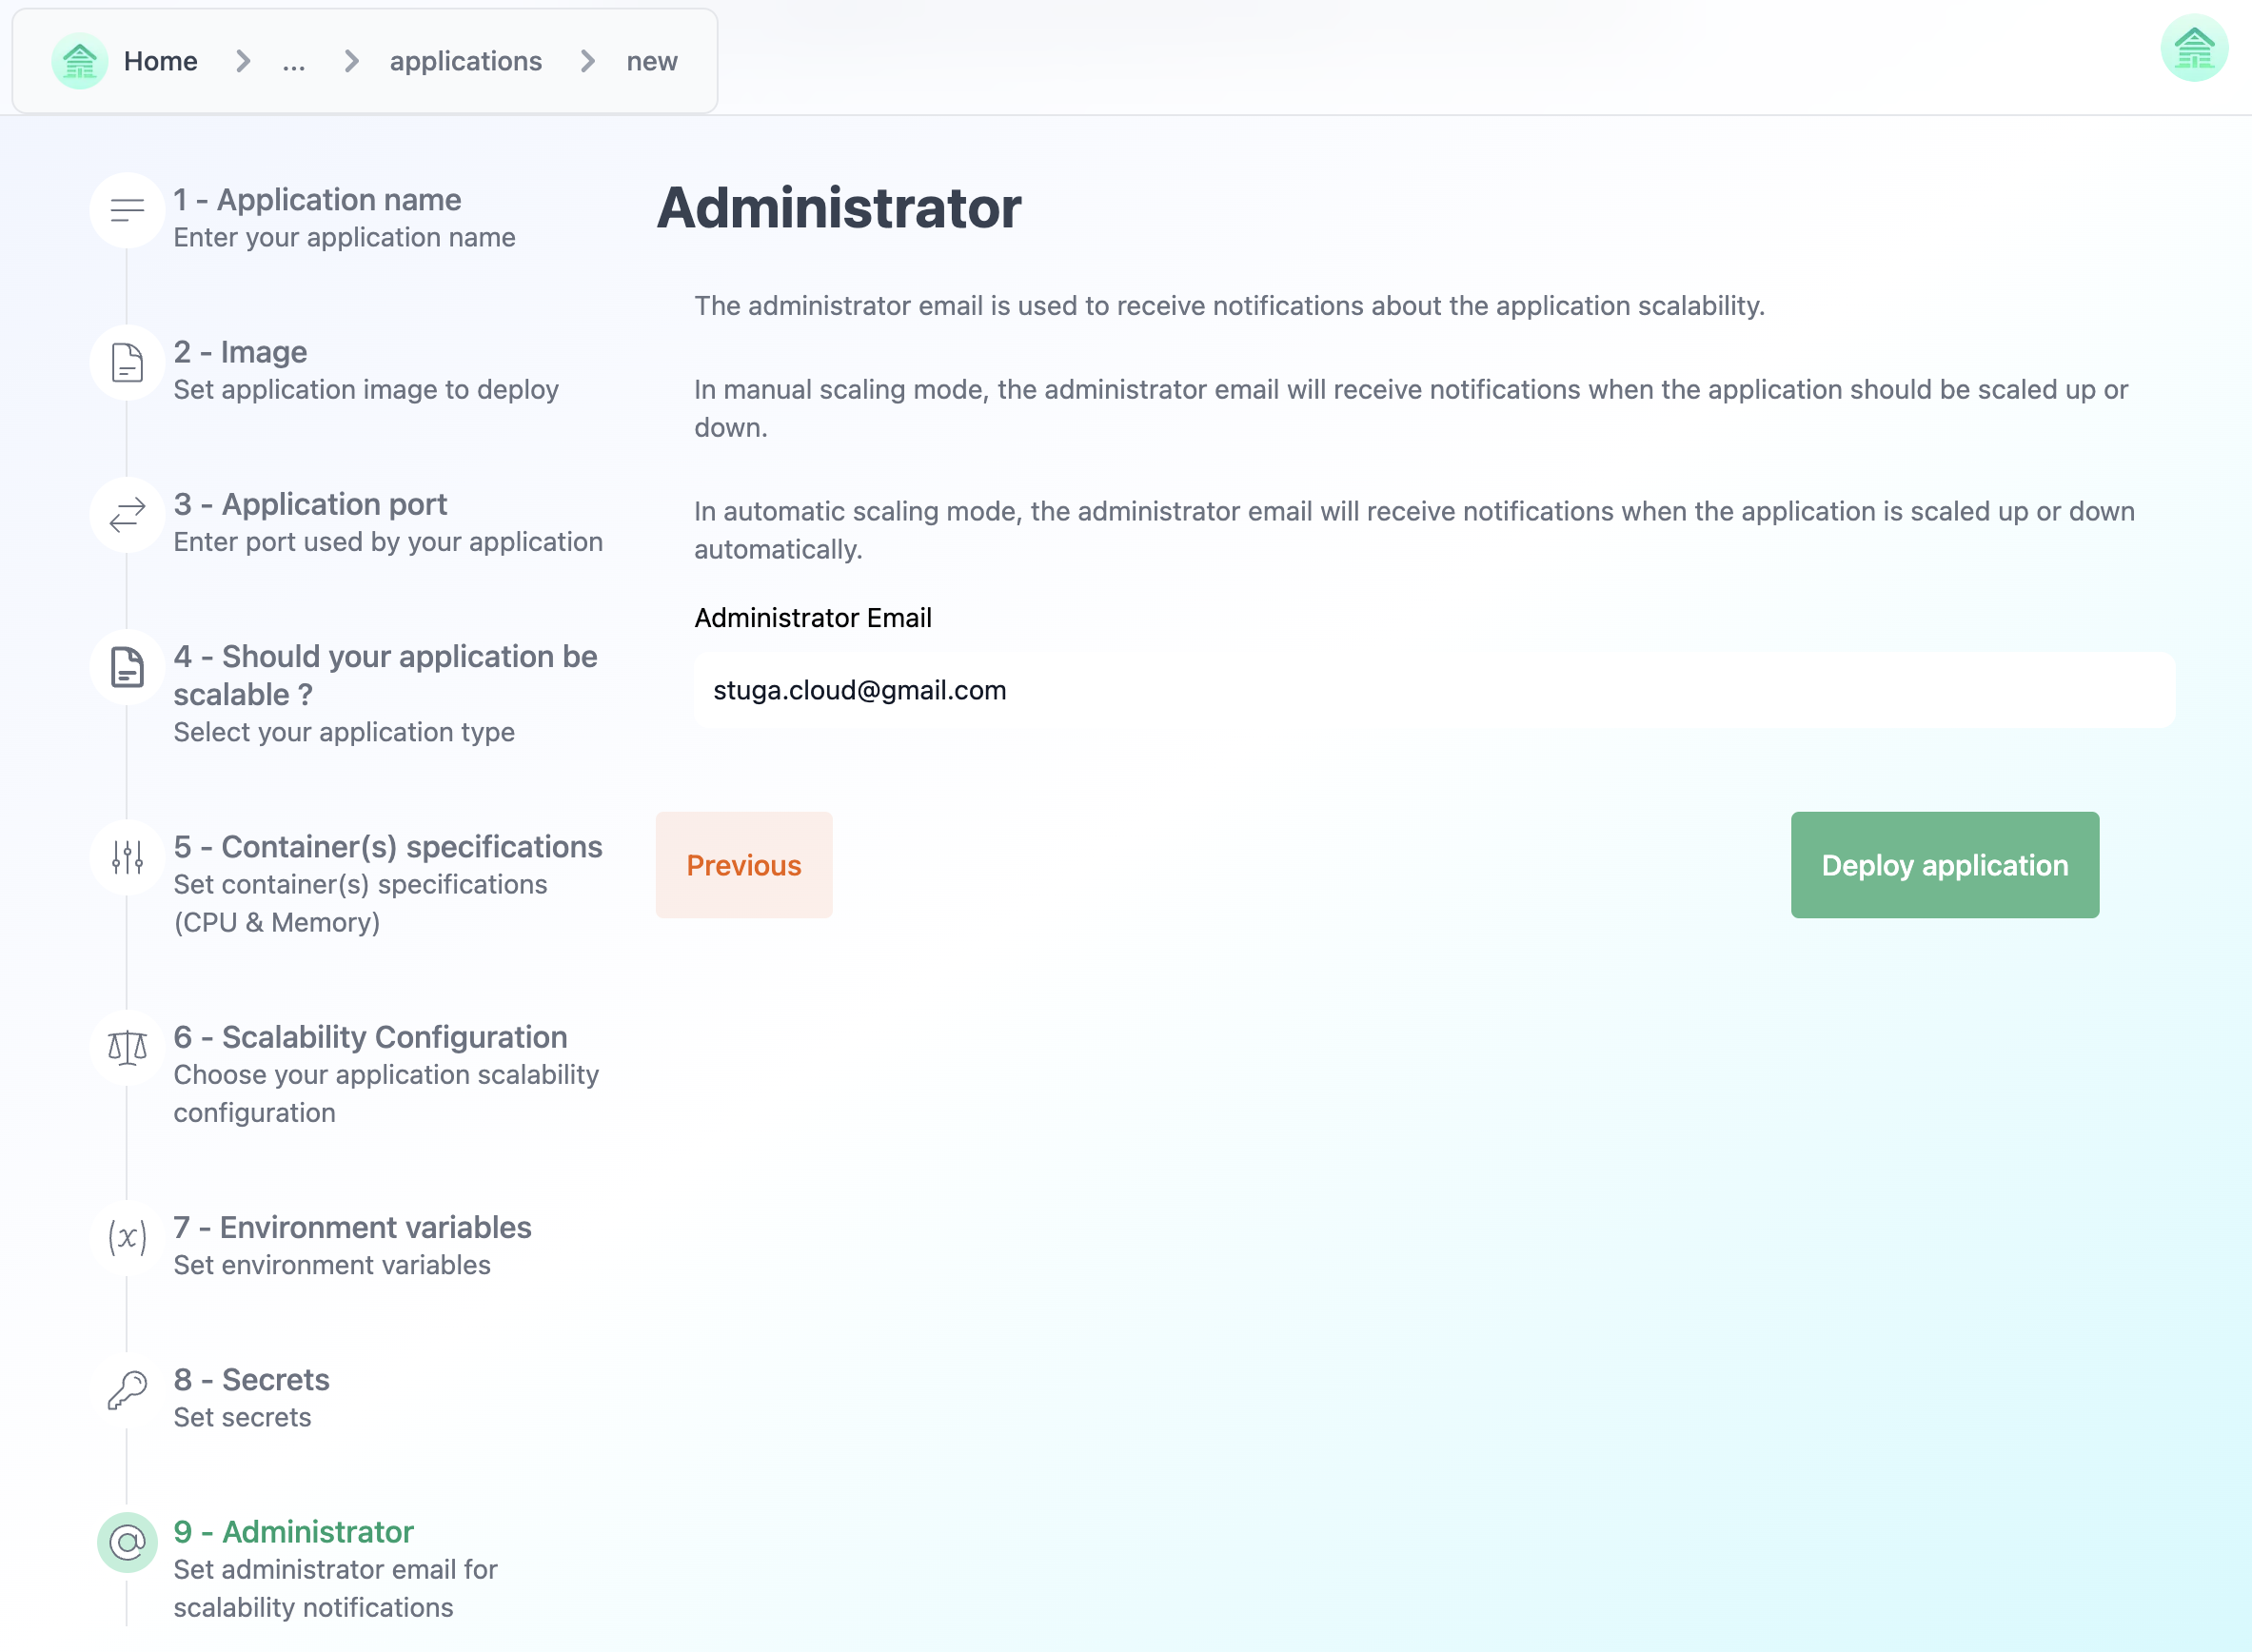 Home
...
applications
new
1 - Application name
Enter your application name
2 - Image
Set application image to deploy
3 - Application port
Enter port used by your application
4 - Should your application be
scalable ?
Select your application type
5 - Container(s) specifications
Set container(s) specifications
(CPU & Memory)
6 - Scalability Configuration
Choose your application scalability
configuration
7 - Environment variables
Set environment variables
8 - Secrets
Set secrets
9 - Administrator
Set administrator email for
scalability notifications
Administrator
The administrator email is used to receive notifications about the application scalability.
In manual scaling mode, the administrator email will receive notifications when the application should be scaled up or
down.
In automatic scaling mode, the administrator email will receive notifications when the application is scaled up or down
automatically.
Administrator Email
stuga.cloud@gmail.com
Previous
Deploy application